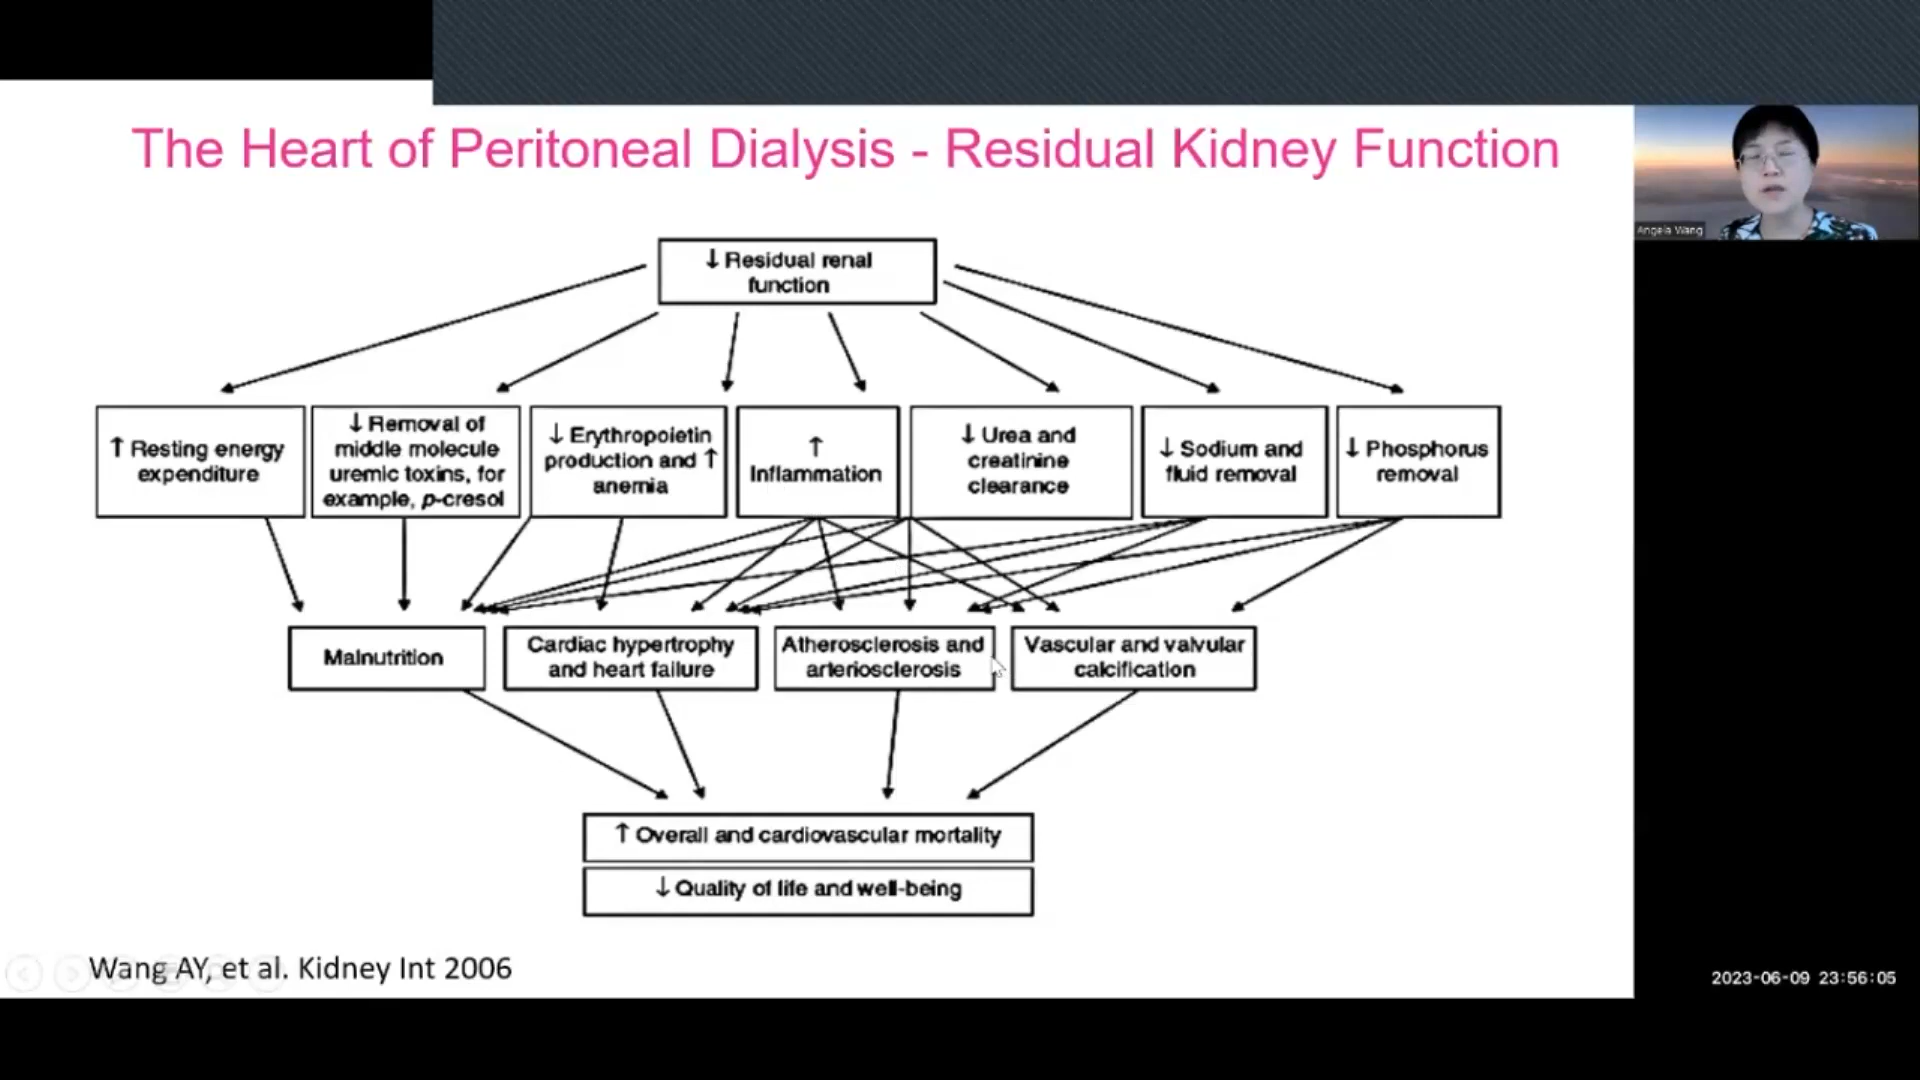 The Heart of Peritoneal Dialysis - Residual Kidney Function
Angela Wang
↓ Residual renal
function
↑ Resting energy
expenditure
↓ Removal of
middle molecule
uremic toxins, for
example, p-cresol
↓ Erythropoietin
production and ↑
anemia
↑
Inflammation
↓ Urea and
creatinine
clearance
↓ Sodium and
fluid removal
↓ Phosphorus
removal
Malnutrition
Cardiac hypertrophy
and heart failure
Atherosclerosis and
arteriosclerosis
Vascular and valvular
calcification
↑ Overall and cardiovascular mortality
↓ Quality of life and well-being
Wang AY, et al. Kidney Int 2006
2023-06-09 23:56:05